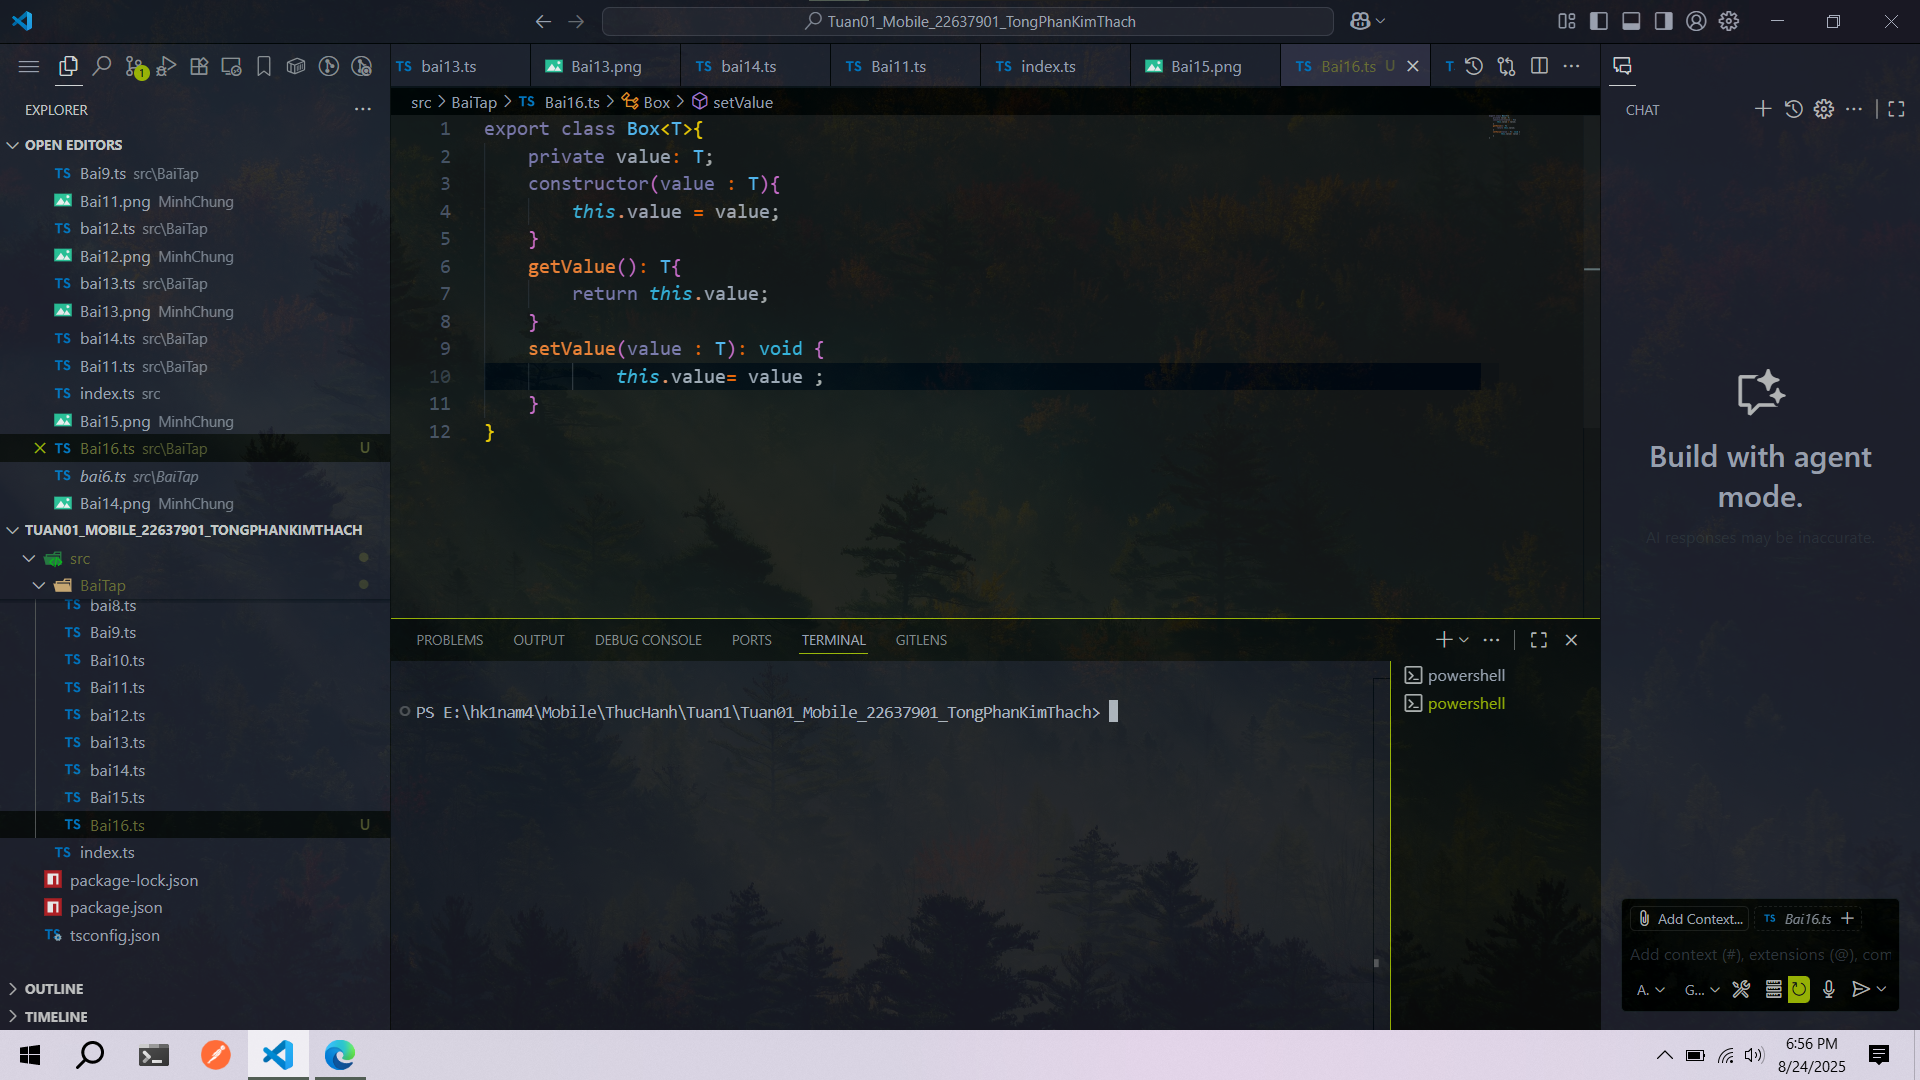 Tuan01_Mobile_22637901_TongPhanKimThach
1
TS bai13.ts
Bai13.png
TS bai14.ts
TS Bai11.ts
TS index.ts
Bai15.png
TS Bai16.ts U
T
EXPLORER
src > BaiTap > TS Bai16.ts > Box > setValue
CHAT
OPEN EDITORS
TS Bai9.ts src\BaiTap
Bai11.png MinhChung
TS bai12.ts src\BaiTap
Bai12.png MinhChung
TS bai13.ts src\BaiTap
Bai13.png MinhChung
TS bai14.ts src\BaiTap
TS Bai11.ts src\BaiTap
TS index.ts src
Bai15.png MinhChung
TS Bai16.ts src\BaiTap U
TS bai6.ts src\BaiTap
Bai14.png MinhChung
TUAN01_MOBILE_22637901_TONGPHANKIMTHACH
src
BaiTap
TS bai8.ts
TS Bai9.ts
TS Bai10.ts
TS Bai11.ts
TS bai12.ts
TS bai13.ts
TS bai14.ts
TS Bai15.ts
TS Bai16.ts U
TS index.ts
package-lock.json
package.json
TS tsconfig.json
OUTLINE
TIMELINE
1 export class Box<T>{
2 private value: T;
3 constructor(value : T){
4 this.value = value;
5 }
6 getValue(): T{
7 return this.value;
8 }
9 setValue(value : T): void {
10 this.value= value ;
11 }
12 }
PROBLEMS OUTPUT DEBUG CONSOLE PORTS TERMINAL GITLENS
PS E:\hk1nam4\Mobile\ThucHanh\Tuan1\Tuan01_Mobile_22637901_TongPhanKimThach>
powershell
powershell
Build with agent
mode.
AI responses may be inaccurate.
Add Context...
TS Bai16.ts
Add context (#), extensions (@), com
A.
G...
6:56 PM
8/24/2025